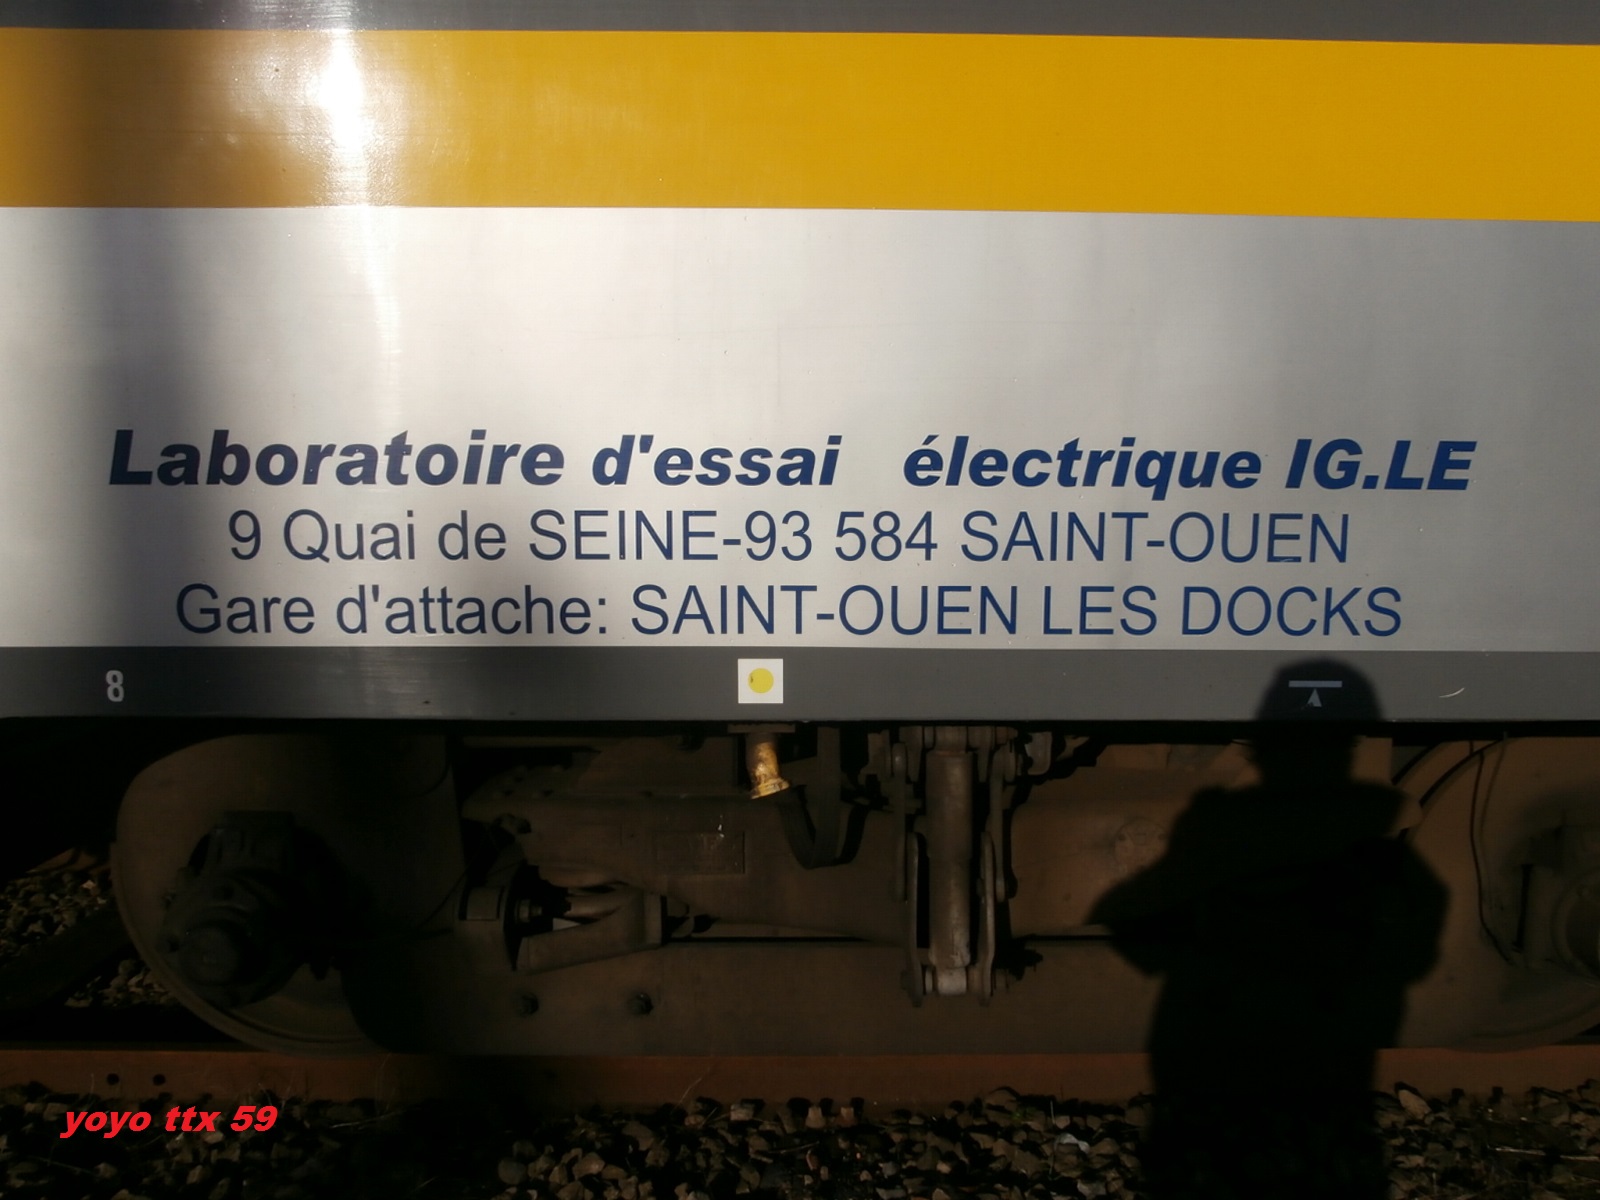 Laboratoire d'essai électrique IG.LE
9 Quai de SEINE-93 584 SAINT-OUEN
Gare d'attache: SAINT-OUEN LES DOCKS
8
yoyo ttx 59